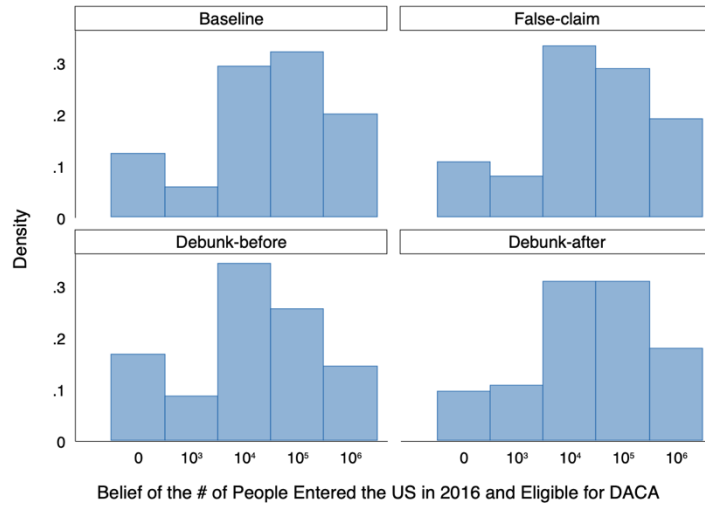 Baseline
False-claim
.3
.2
.1
0
Debunk-before
Debunk-after
.3
.2
.1
0
Density
0 10³ 10⁴ 10⁵ 10⁶
0 10³ 10⁴ 10⁵ 10⁶
Belief of the # of People Entered the US in 2016 and Eligible for DACA